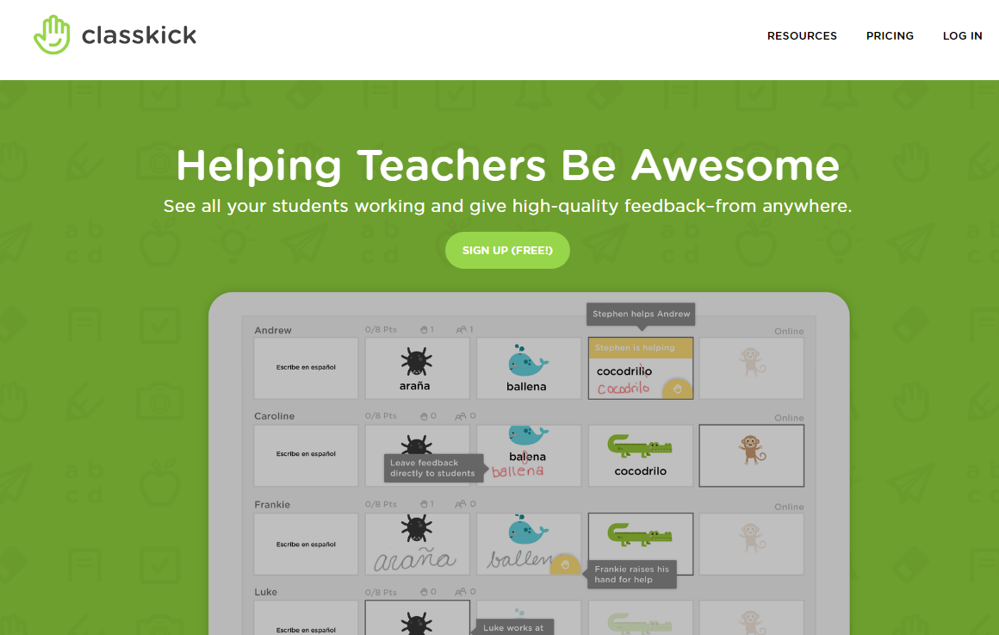 classkick
RESOURCES PRICING LOG IN
Helping Teachers Be Awesome
See all your students working and give high-quality feedback–from anywhere.
SIGN UP (FREE!)
Stephen helps Andrew
Andrew 0/8 Pts 1 1 Online
Stephen is helping
Escribe en español
araña
ballena
cocodrilio
cocodrilo
Caroline 0/8 Pts 0 0 Online
Escribe en español
Leave feedback
directly to students
balena
ballena
cocodrilo
Frankie 0/8 Pts 1 0 Online
Escribe en español
araña
ballen
Frankie raises his
hand for help
Luke 0/8 Pts 0 0
Escribe en español
Luke works at
a b
c d
a b
c d
a b
c d
a b
c d
a b
c d
a b
c d